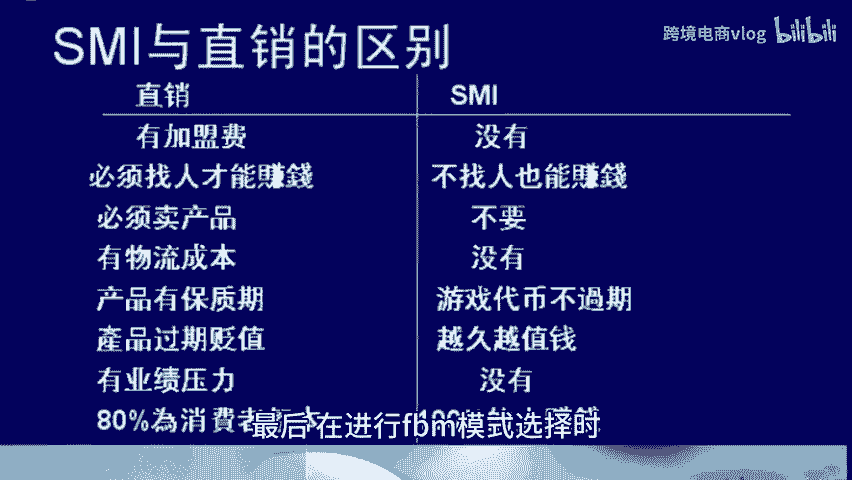 跨境电商vlog bilibili
SMI与直销的区别
直销 SMI
有加盟费 没有
必须找人才能賺錢 不找人也能賺錢
必须卖产品 不要
有物流成本 没有
产品有保质期 游戏代币不過期
產品过期贬值 越久越值钱
有业绩压力 没有
80%為消費者
最后在进行fbm模式选择时